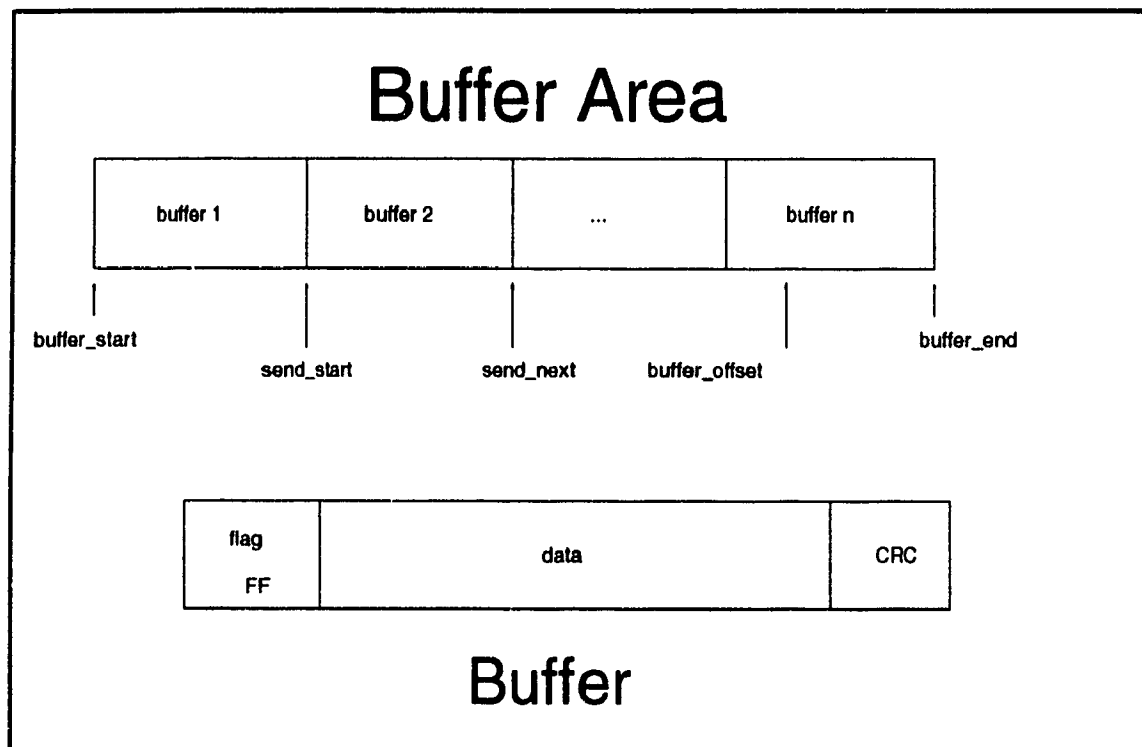 Buffer Area
buffer 1 buffer 2 ... buffer n
buffer_start buffer_end
send_start send_next buffer_offset
flag
FF
data CRC
Buffer